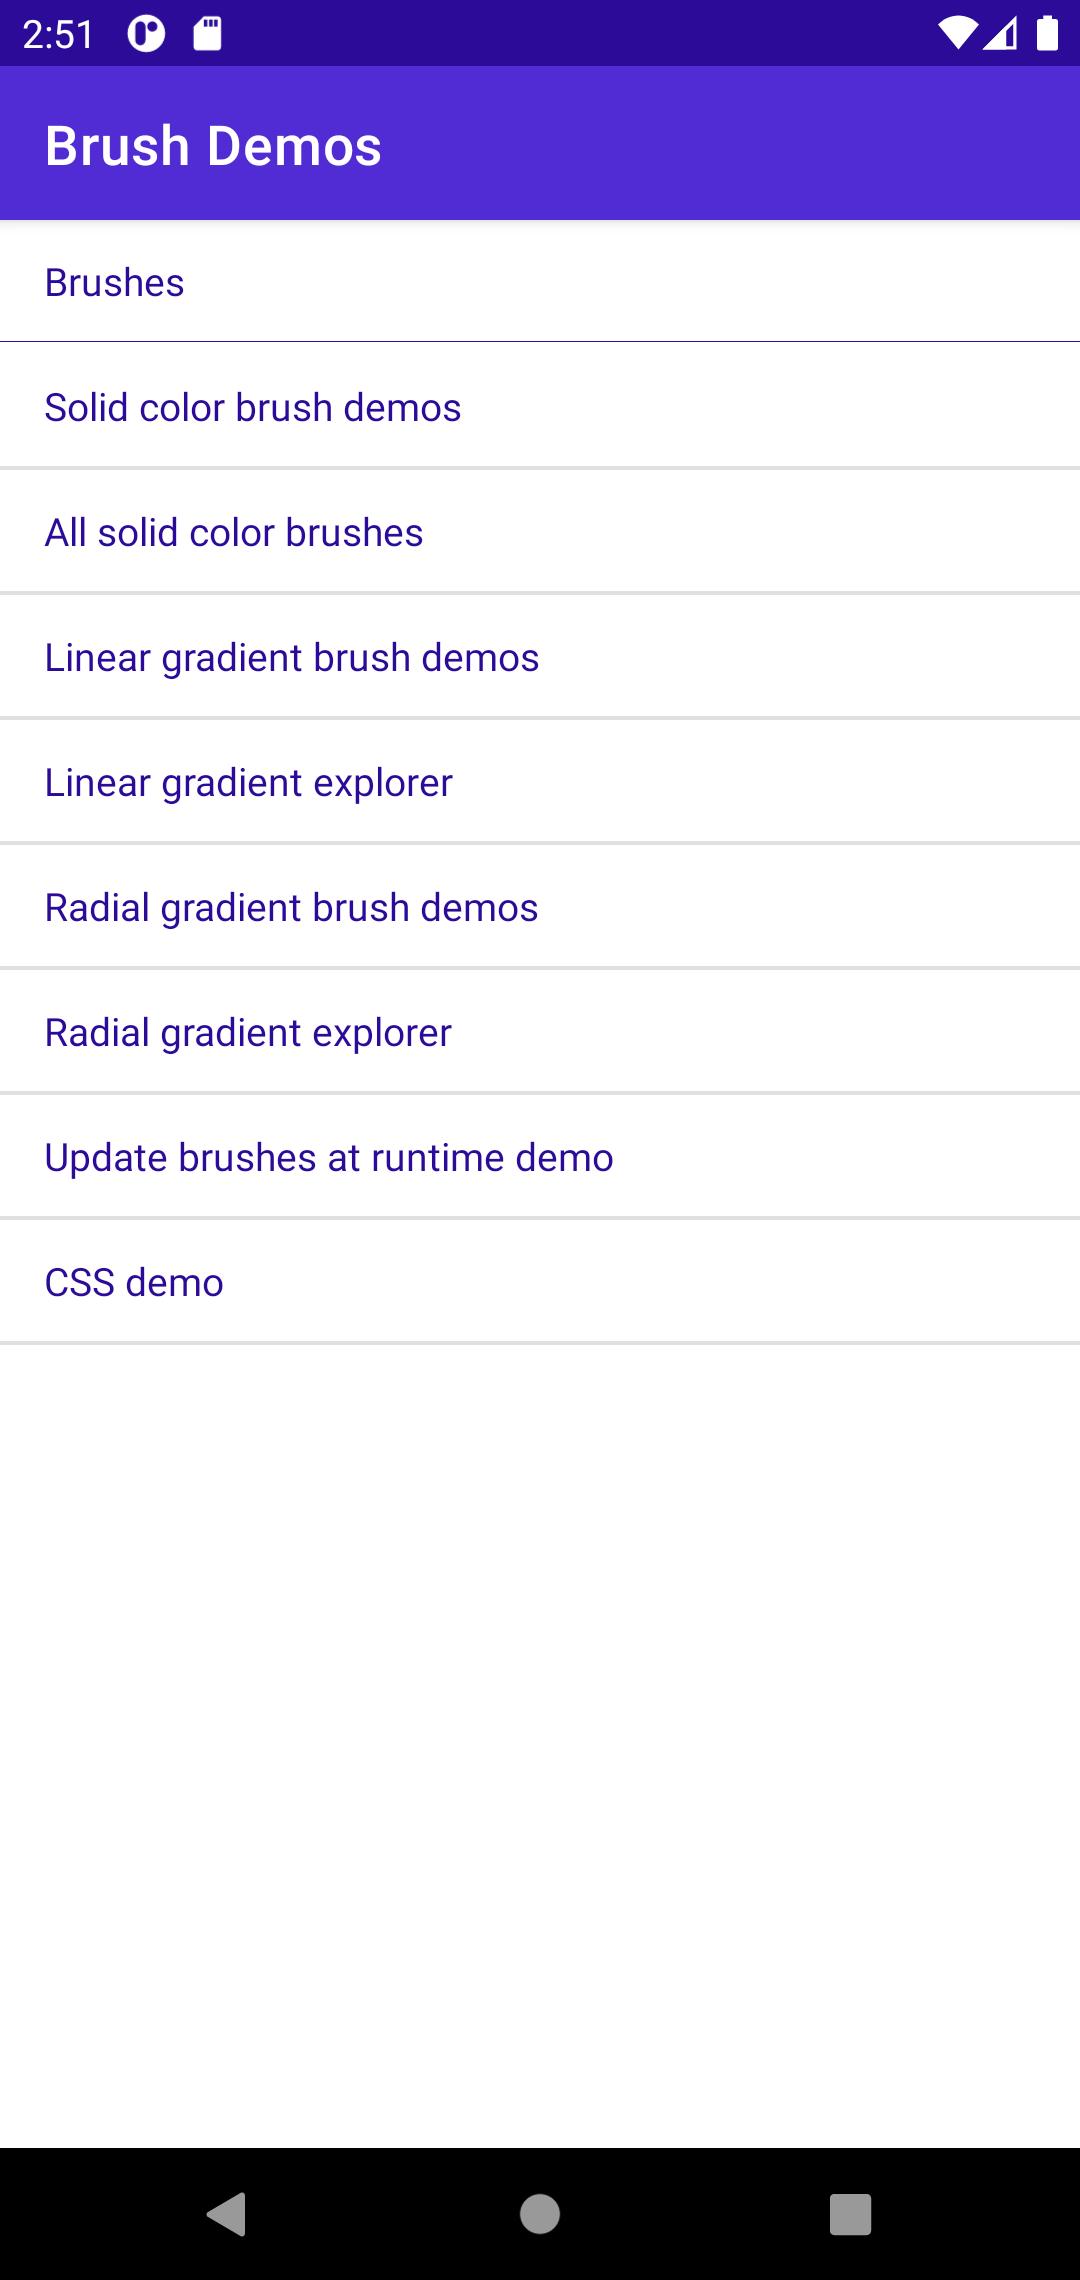 2:51
Brush Demos
Brushes
Solid color brush demos
All solid color brushes
Linear gradient brush demos
Linear gradient explorer
Radial gradient brush demos
Radial gradient explorer
Update brushes at runtime demo
CSS demo